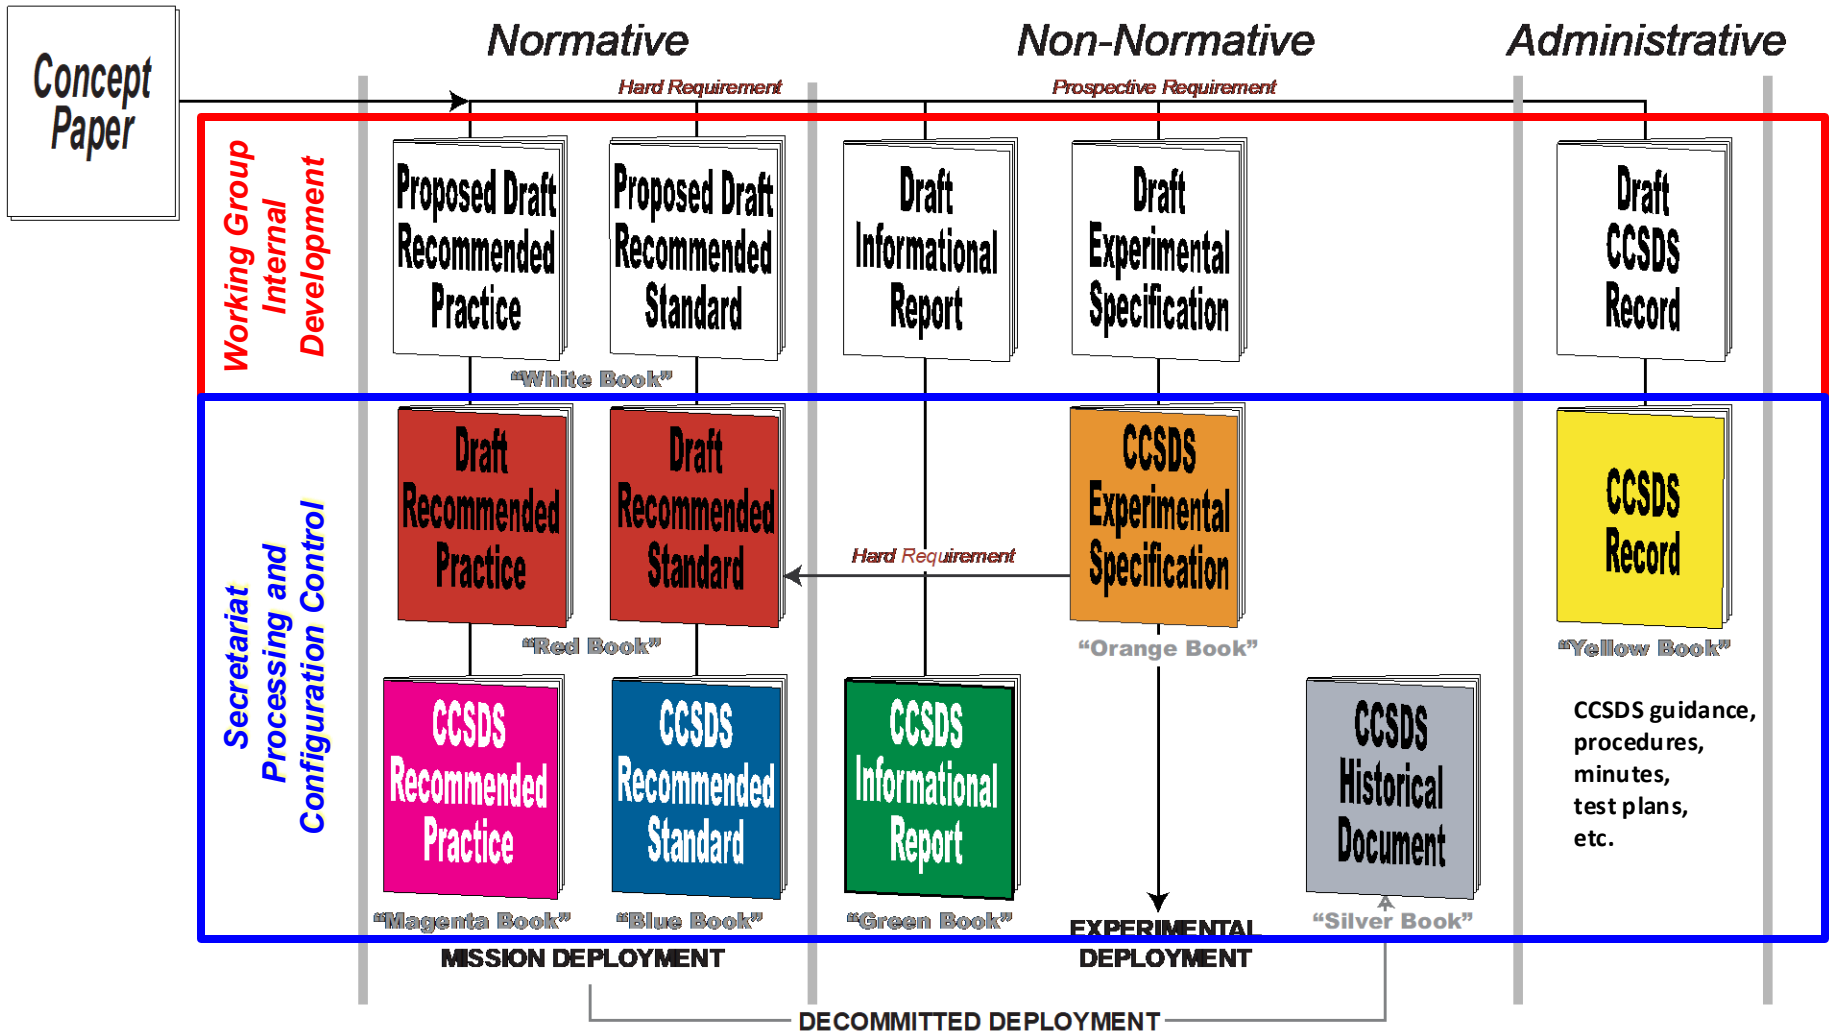 Concept
Paper
Normative
Non-Normative
Administrative
Hard Requirement
Prospective Requirement
Working Group
Internal
Development
Proposed Draft
Recommended
Practice
Proposed Draft
Recommended
Standard
Draft
Informational
Report
Draft
Experimental
Specification
Draft
CCSDS
Record
“White Book”
Secretariat
Processing and
Configuration Control
Draft
Recommended
Practice
Draft
Recommended
Standard
Hard Requirement
CCSDS
Experimental
Specification
CCSDS
Record
“Red Book”
“Orange Book”
“Yellow Book”
CCSDS
Recommended
Practice
CCSDS
Recommended
Standard
CCSDS
Informational
Report
CCSDS
Historical
Document
CCSDS guidance,
procedures,
minutes,
test plans,
etc.
“Magenta Book”
“Blue Book”
“Green Book”
“Silver Book”
MISSION DEPLOYMENT
EXPERIMENTAL
DEPLOYMENT
DECOMMITTED DEPLOYMENT